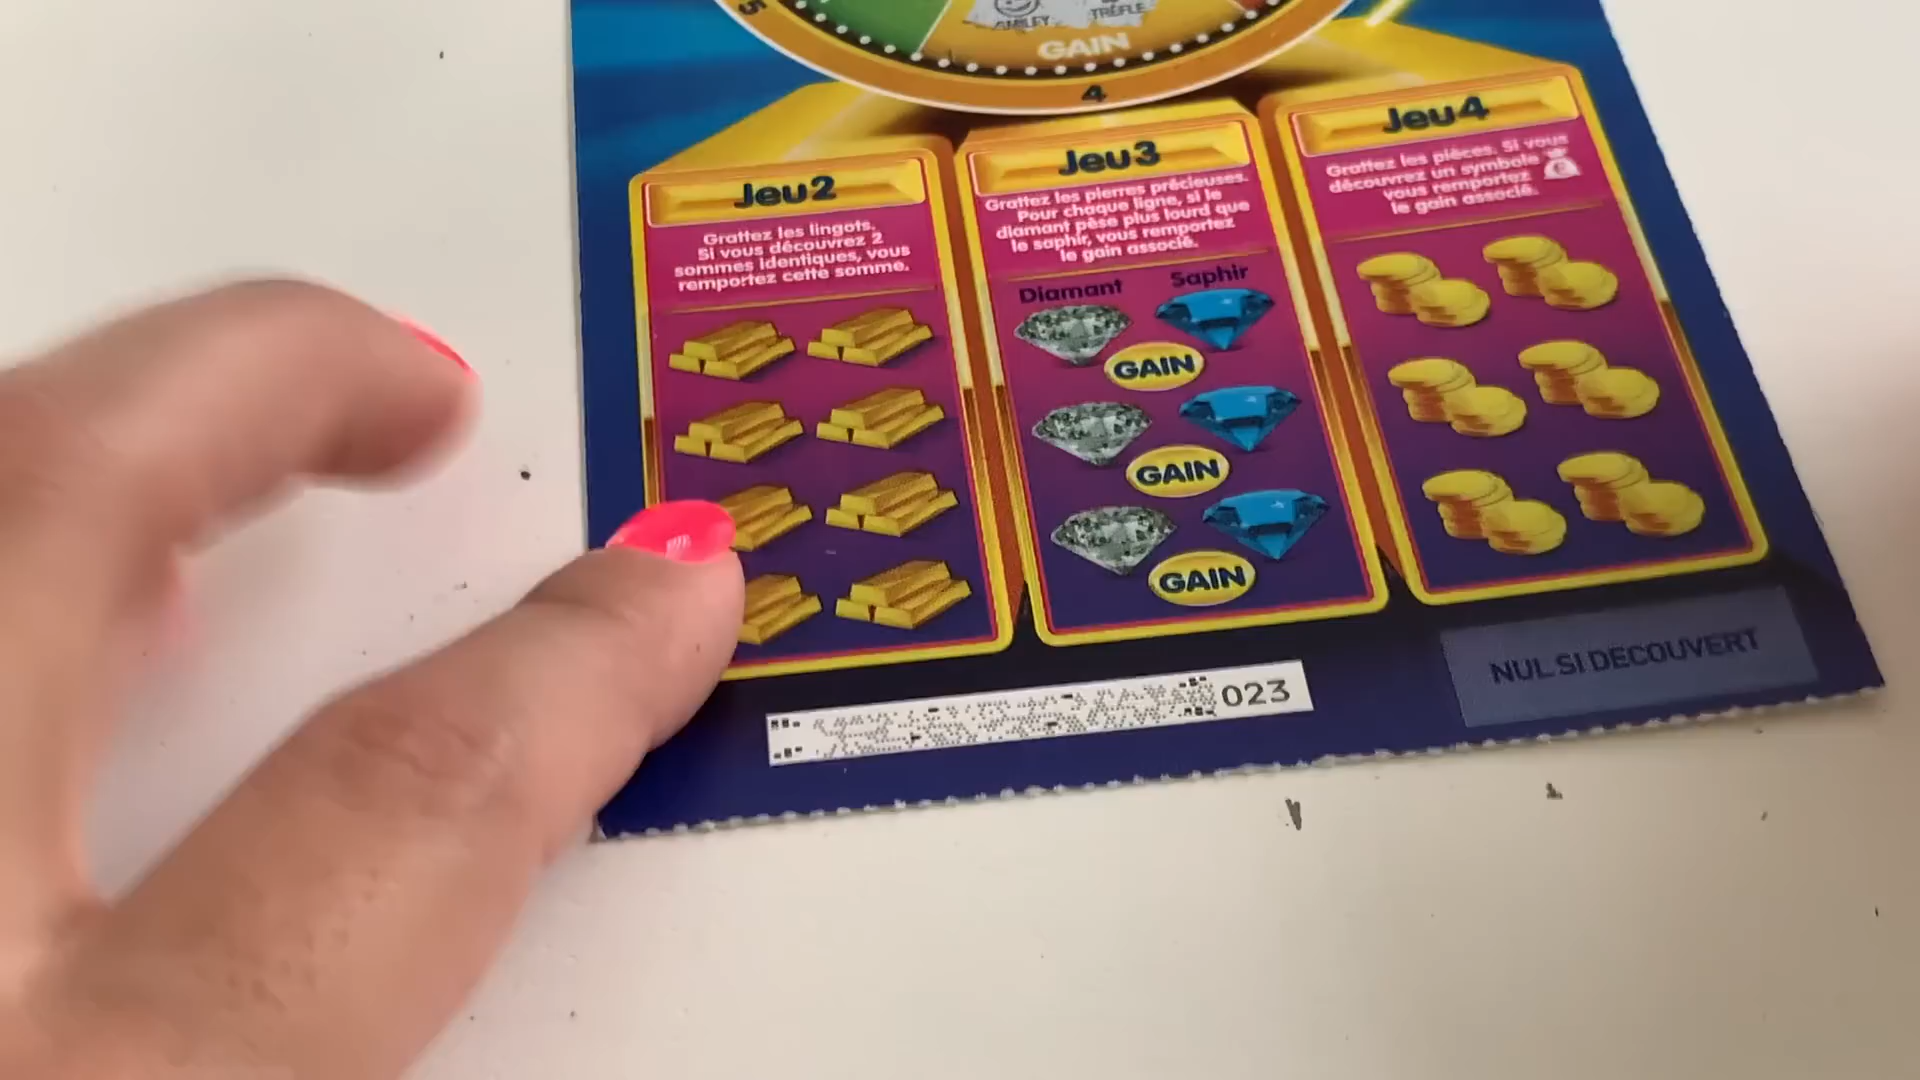 5
SMILEY TRÈFLE
GAIN
4
Jeu2
Grattez les lingots.
Si vous découvrez 2
sommes identiques, vous
remportez cette somme.
Jeu3
Grattez les pierres précieuses.
Pour chaque ligne, si le
diamant pèse plus lourd que
le saphir, vous remportez
le gain associé.
Diamant Saphir
GAIN
GAIN
GAIN
Jeu4
Grattez les pièces. Si vous
découvrez un symbole
vous remportez
le gain associé.
023
NUL SI DECOUVERT